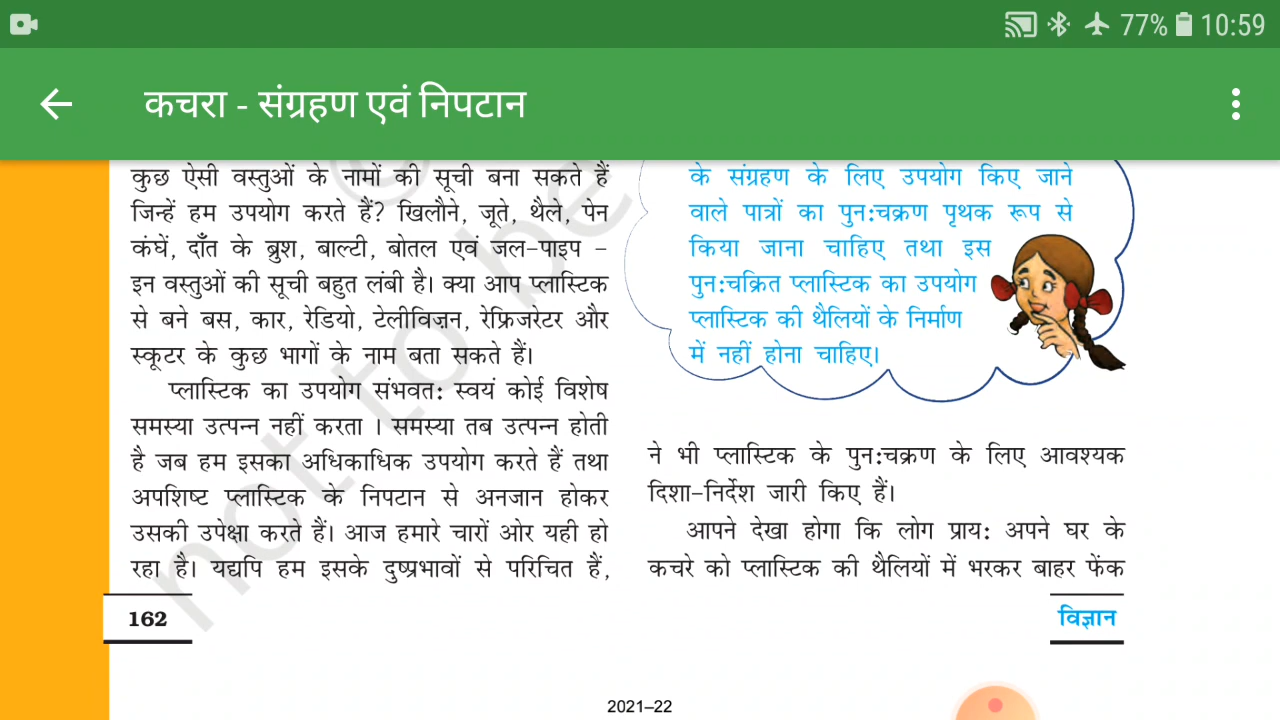 77% 10:59
कचरा - संग्रहण एवं निपटान
कुछ ऐसी वस्तुओं के नामों की सूची बना सकते हैं
जिन्हें हम उपयोग करते हैं? खिलौने, जूते, थैले, पेन
कंघें, दाँत के ब्रुश, बाल्टी, बोतल एवं जल-पाइप –
इन वस्तुओं की सूची बहुत लंबी है। क्या आप प्लास्टिक
से बने बस, कार, रेडियो, टेलीविज़न, रेफ्रिजरेटर और
स्कूटर के कुछ भागों के नाम बता सकते हैं।
प्लास्टिक का उपयोग संभवत: स्वयं कोई विशेष
समस्या उत्पन्न नहीं करता । समस्या तब उत्पन्न होती
है जब हम इसका अधिकाधिक उपयोग करते हैं तथा
अपशिष्ट प्लास्टिक के निपटान से अनजान होकर
उसकी उपेक्षा करते हैं। आज हमारे चारों ओर यही हो
रहा है। यद्यपि हम इसके दुष्प्रभावों से परिचित हैं,
के संग्रहण के लिए उपयोग किए जाने
वाले पात्रों का पुन:चक्रण पृथक रूप से
किया जाना चाहिए तथा इस
पुन:चक्रित प्लास्टिक का उपयोग
प्लास्टिक की थैलियों के निर्माण
में नहीं होना चाहिए।
ने भी प्लास्टिक के पुन:चक्रण के लिए आवश्यक
दिशा-निर्देश जारी किए हैं।
आपने देखा होगा कि लोग प्राय: अपने घर के
कचरे को प्लास्टिक की थैलियों में भरकर बाहर फेंक
162
विज्ञान
2021–22
not to be